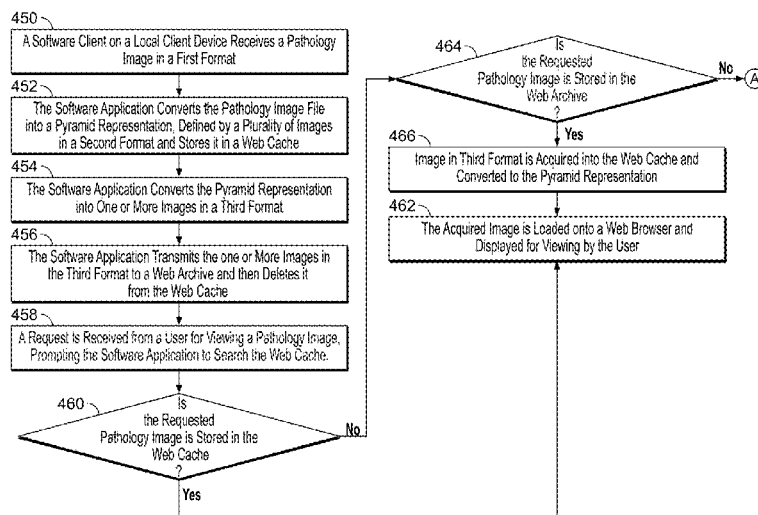 450
A Software Client on a Local Client Device Receives a Pathology
Image in a First Format
452
The Software Application Converts the Pathology Image File
into a Pyramid Representation, Defined by a Plurality of Images
in a Second Format and Stores it in a Web Cache
454
The Software Application Converts the Pyramid Representation
into One or More Images in a Third Format
456
The Software Application Transmits the one or More Images in
the Third Format to a Web Archive and then Deletes it
from the Web Cache
458
A Request is Received from a User for Viewing a Pathology Image,
Prompting the Software Application to Search the Web Cache.
460
Is
the Requested
Pathology Image is Stored in the
Web Cache
?
No
Yes
464
Is
the Requested
Pathology Image is Stored in the
Web Archive
?
No
A
Yes
466
Image in Third Format is Acquired into the Web Cache and
Converted to the Pyramid Representation
462
The Acquired Image is Loaded onto a Web Browser and
Displayed for Viewing by the User